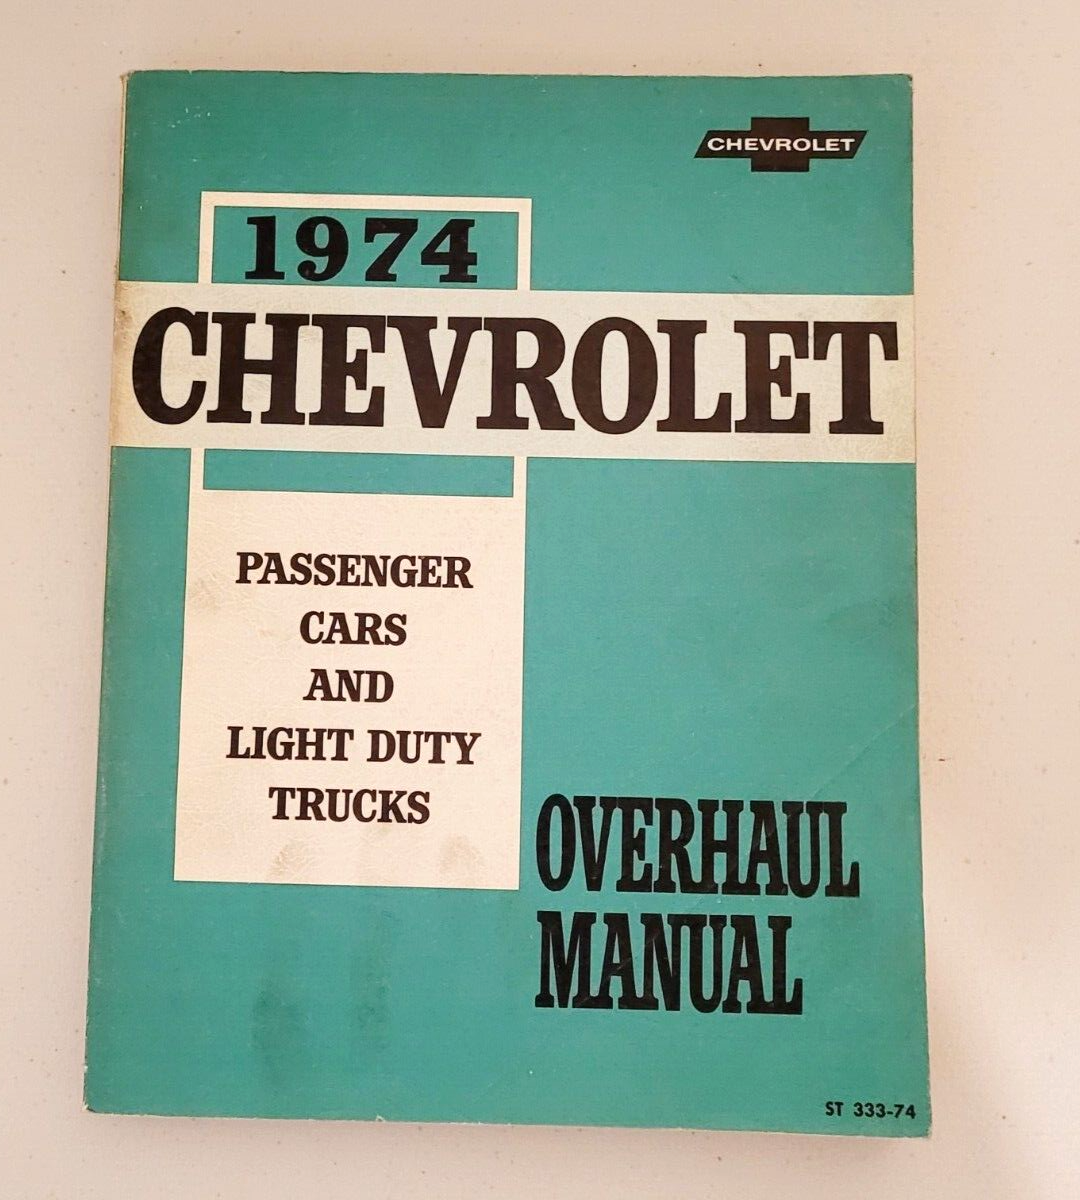 CHEVROLET
1974
CHEVROLET
PASSENGER
CARS
AND
LIGHT DUTY
TRUCKS
OVERHAUL
MANUAL
ST 333-74